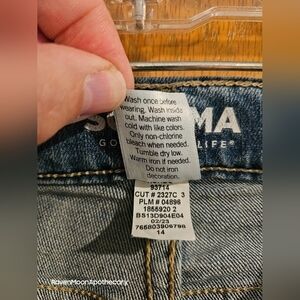 Wash once before
wearing. Wash inside
out. Machine wash
cold with like colors.
Only non-chlorine
bleach when needed.
Tumble dry low.
Warm iron if needed.
Do not iron
decoration.
MA
GO
LIFE®
93714
CUT # 2327C 3
PLM # 04896
1855920 2
BS13D904E04
02/23
765803906798
14
RavenMoonApothecary